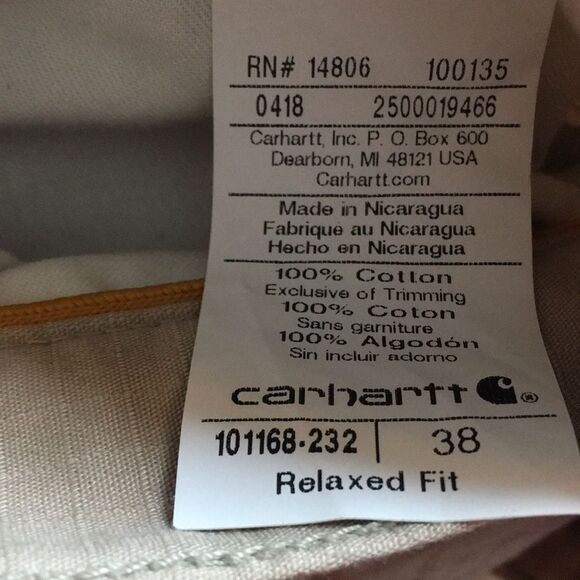 RN# 14806 100135
0418 2500019466
Carhartt, Inc. P. O. Box 600
Dearborn, MI 48121 USA
Carhartt.com
Made in Nicaragua
Fabriqué au Nicaragua
Hecho en Nicaragua
100% Cotton
Exclusive of Trimming
100% Coton
Sans garniture
100% Algodón
Sin incluir adorno
carhartt ®
101168-232 | 38
Relaxed Fit